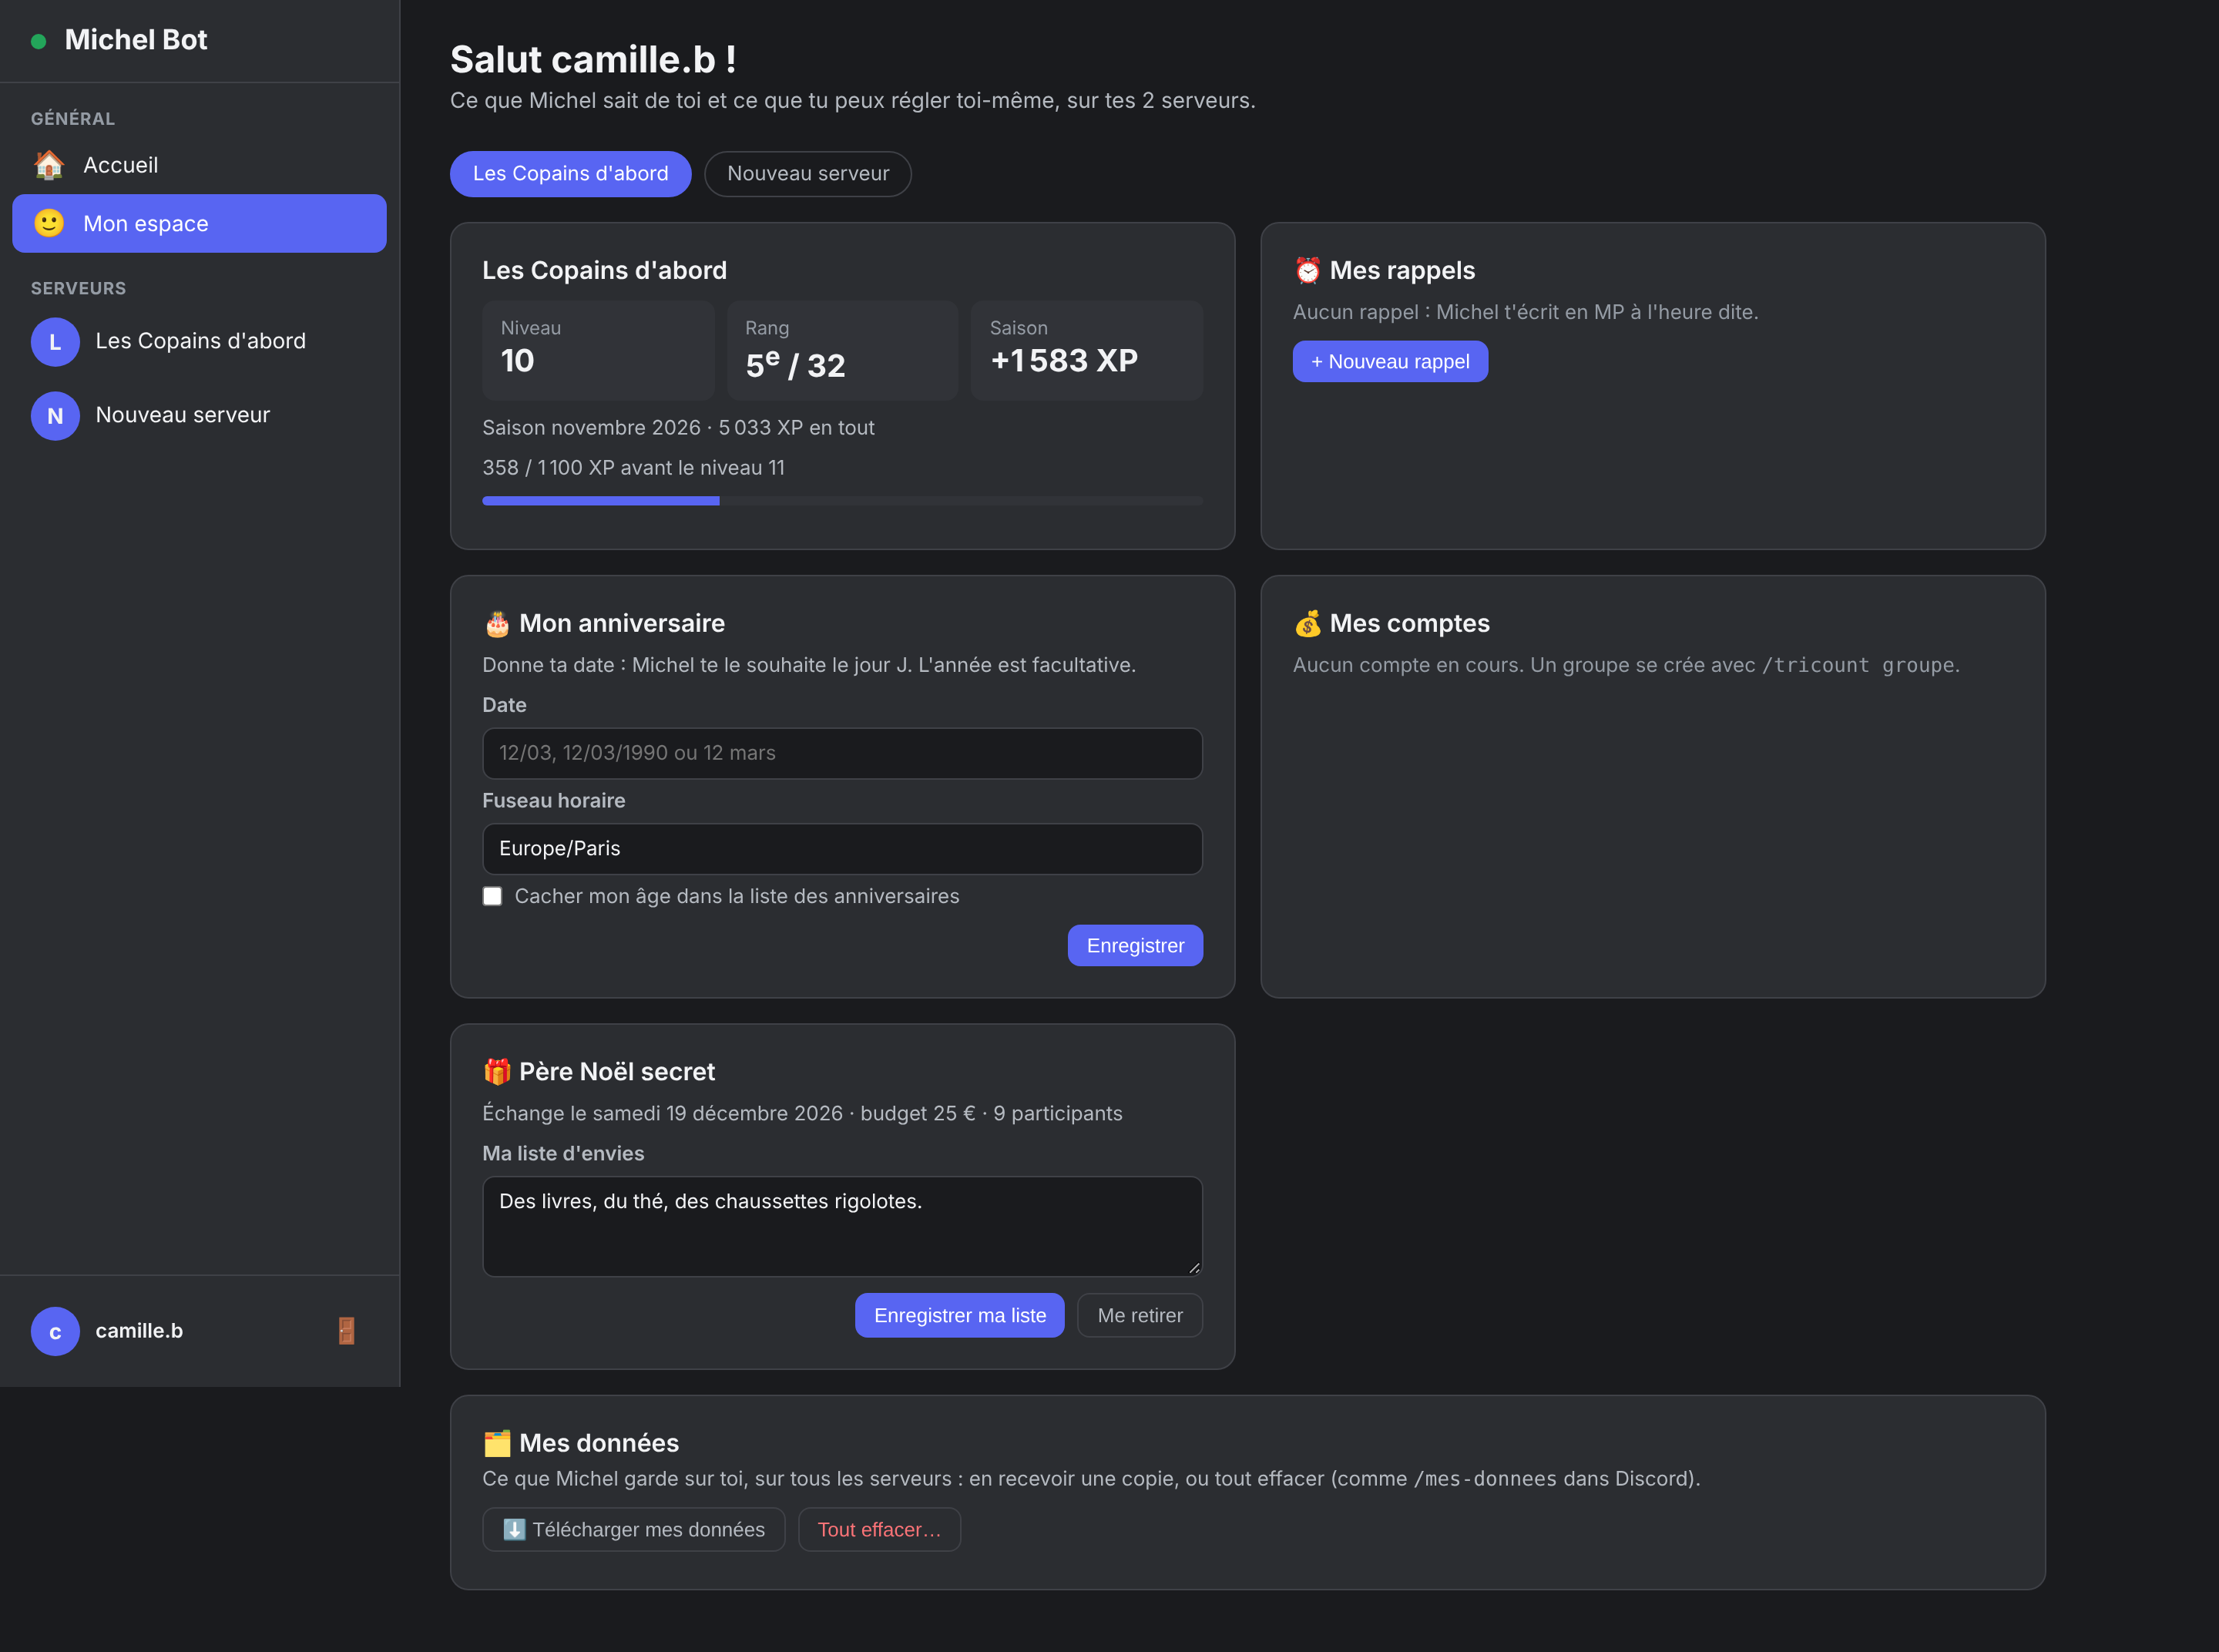 Michel Bot
GÉNÉRAL
🏠 Accueil
🙂 Mon espace
SERVEURS
L Les Copains d'abord
N Nouveau serveur
c camille.b 🚪
Salut camille.b !
Ce que Michel sait de toi et ce que tu peux régler toi-même, sur tes 2 serveurs.
Les Copains d'abord Nouveau serveur
Les Copains d'abord
Niveau
10
Rang
5e / 32
Saison
+1 583 XP
Saison novembre 2026 · 5 033 XP en tout
358 / 1 100 XP avant le niveau 11
⏰ Mes rappels
Aucun rappel : Michel t'écrit en MP à l'heure dite.
+ Nouveau rappel
🎂 Mon anniversaire
Donne ta date : Michel te le souhaite le jour J. L'année est facultative.
Date
12/03, 12/03/1990 ou 12 mars
Fuseau horaire
Europe/Paris
Cacher mon âge dans la liste des anniversaires
Enregistrer
💰 Mes comptes
Aucun compte en cours. Un groupe se crée avec /tricount groupe.
🎁 Père Noël secret
Échange le samedi 19 décembre 2026 · budget 25 € · 9 participants
Ma liste d'envies
Des livres, du thé, des chaussettes rigolotes.
Enregistrer ma liste Me retirer
🗂️ Mes données
Ce que Michel garde sur toi, sur tous les serveurs : en recevoir une copie, ou tout effacer (comme /mes-donnees dans Discord).
⬇️ Télécharger mes données Tout effacer…